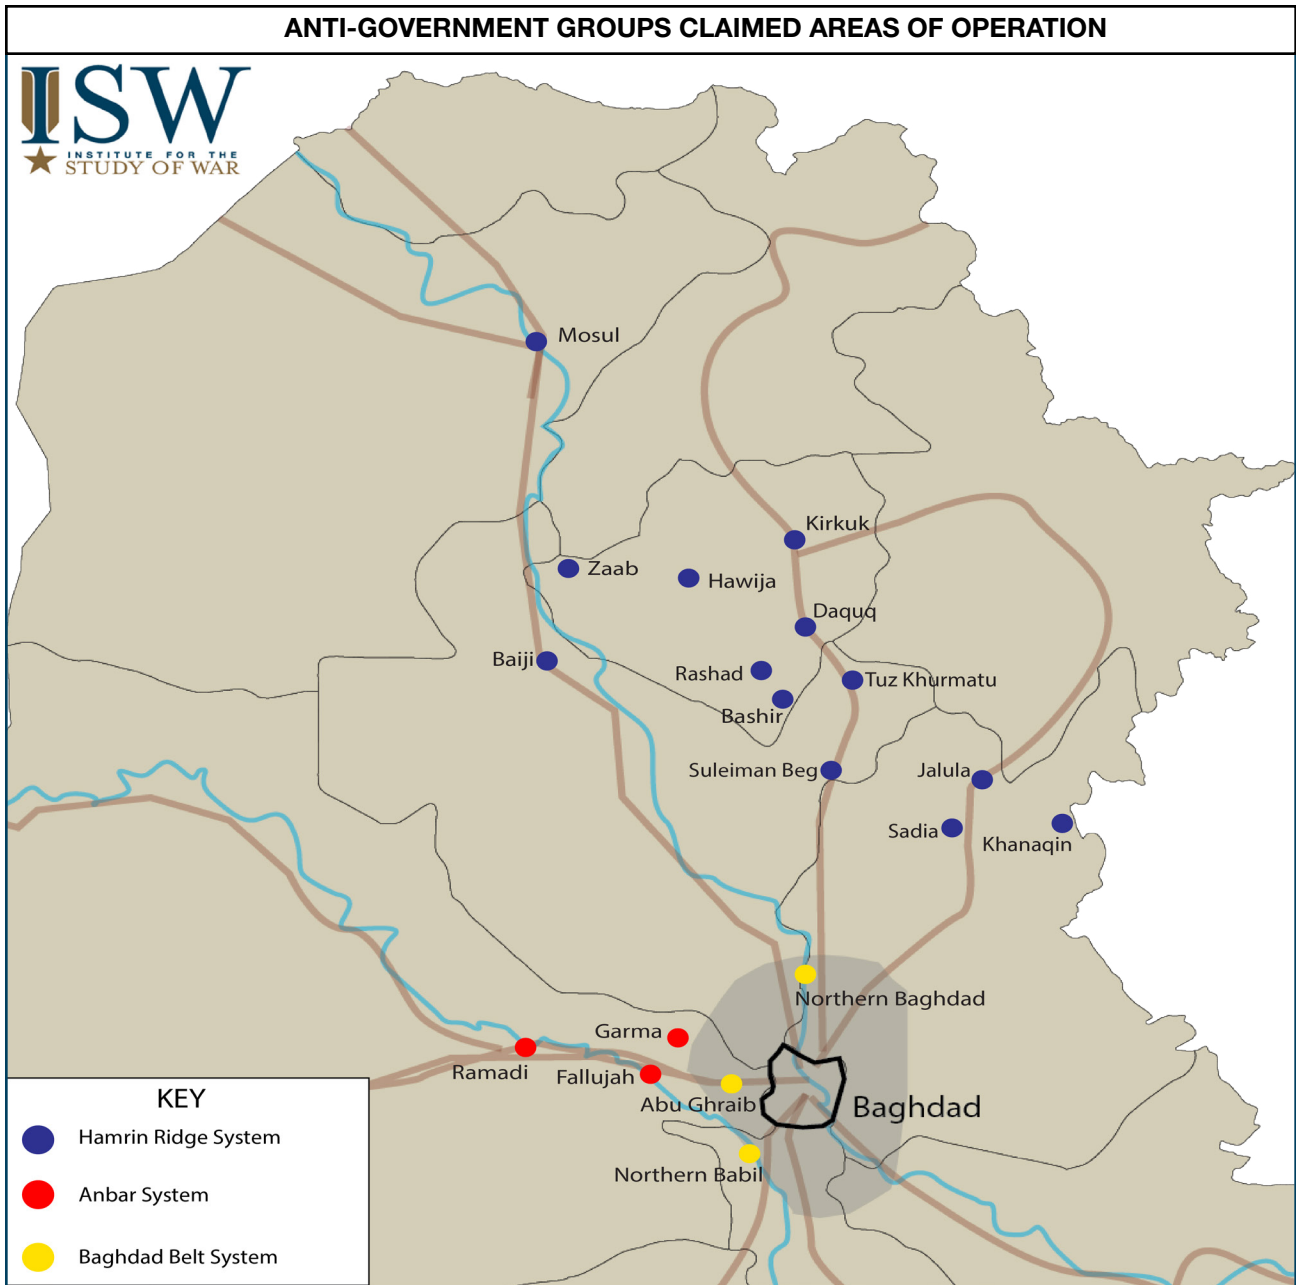 ANTI-GOVERNMENT GROUPS CLAIMED AREAS OF OPERATION
ISW
INSTITUTE FOR THE
STUDY OF WAR
Mosul
Kirkuk
Zaab
Hawija
Daquq
Baiji
Rashad
Tuz Khurmatu
Bashir
Suleiman Beg
Jalula
Sadia
Khanaqin
Northern Baghdad
Garma
Ramadi
Fallujah
Abu Ghraib
Baghdad
Northern Babil
KEY
Hamrin Ridge System
Anbar System
Baghdad Belt System